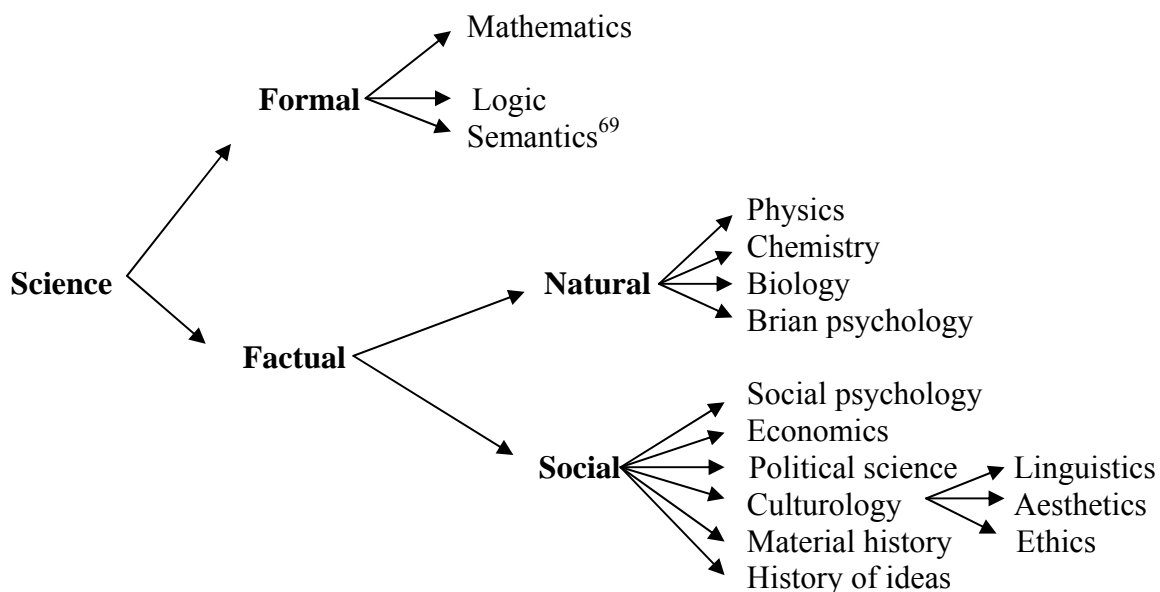 Mathematics
Formal
Logic
Semantics69
Physics
Chemistry
Science
Natural
Biology
Brian psychology
Factual
Social psychology
Economics
Social
Political science
Linguistics
Culturology
Aesthetics
Material history
Ethics
History of ideas